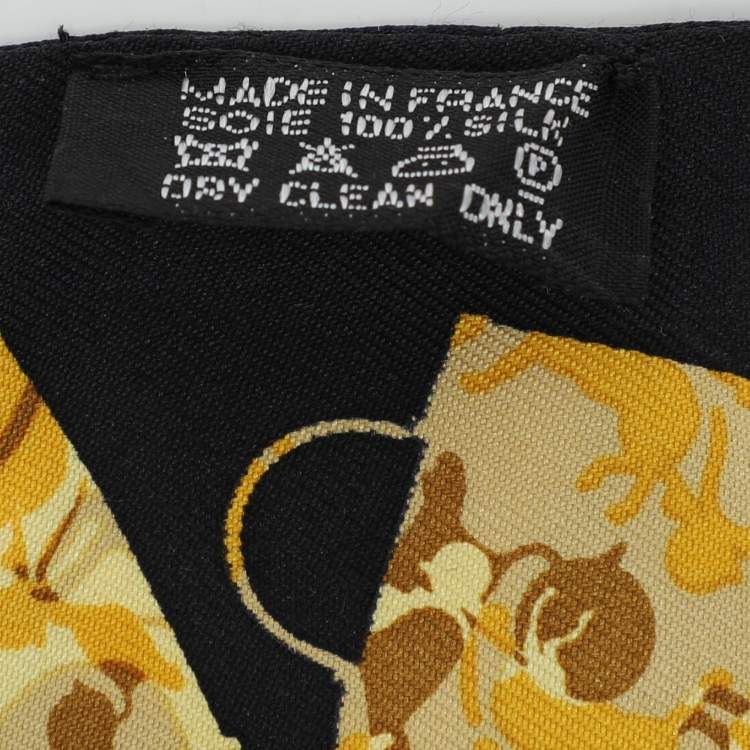 MADE IN FRANCE
SOIE 100% SILK
P
DRY CLEAN ONLY